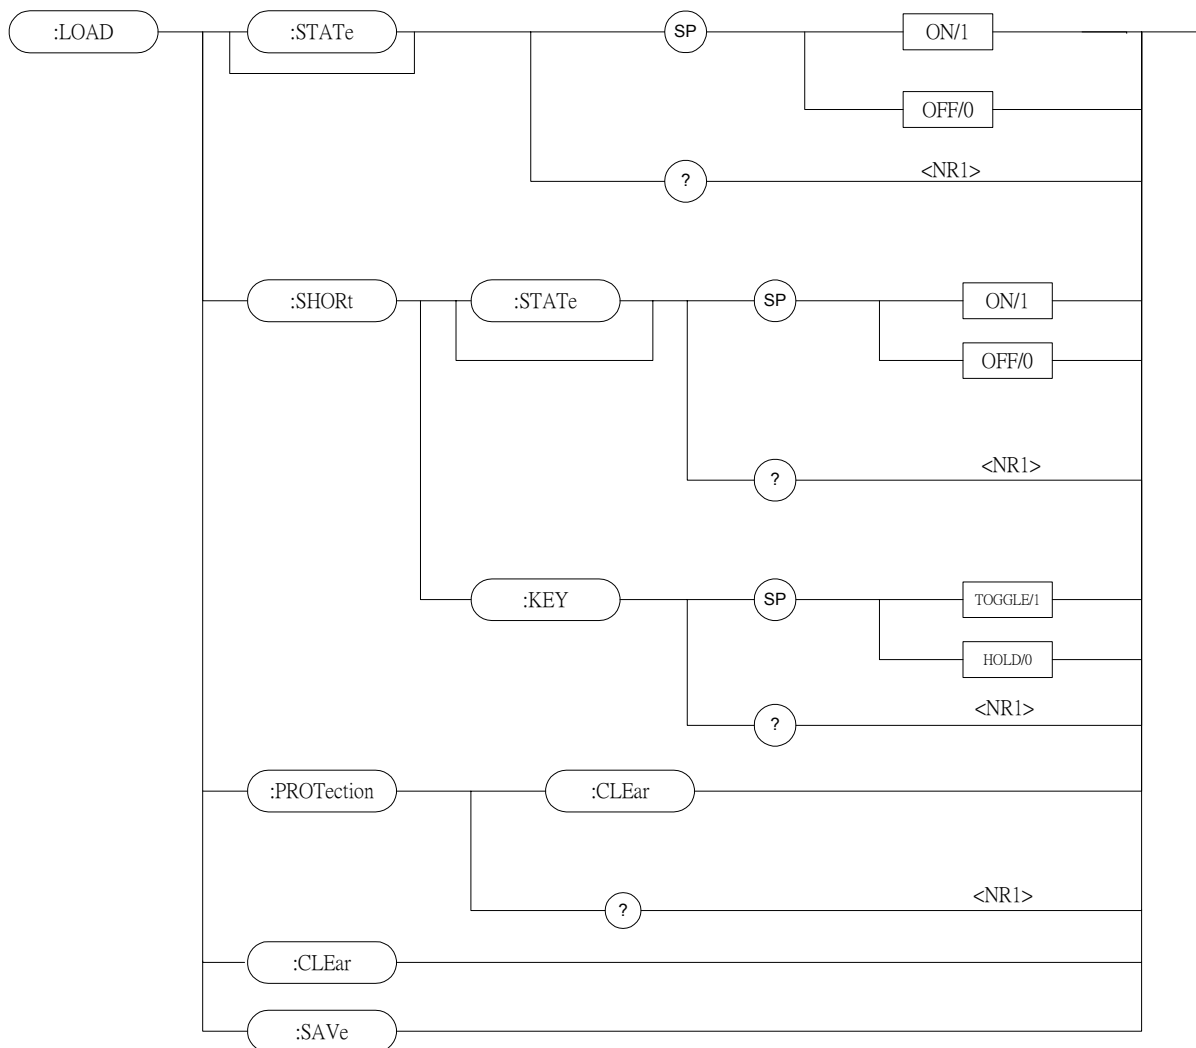 :LOAD
:STATe
SP
ON/1
OFF/0
?
<NR1>
:SHORt
:STATe
SP
ON/1
OFF/0
?
<NR1>
:KEY
SP
TOGGLE/1
HOLD/0
?
<NR1>
:PROTection
:CLEar
?
<NR1>
:CLEar
:SAVe